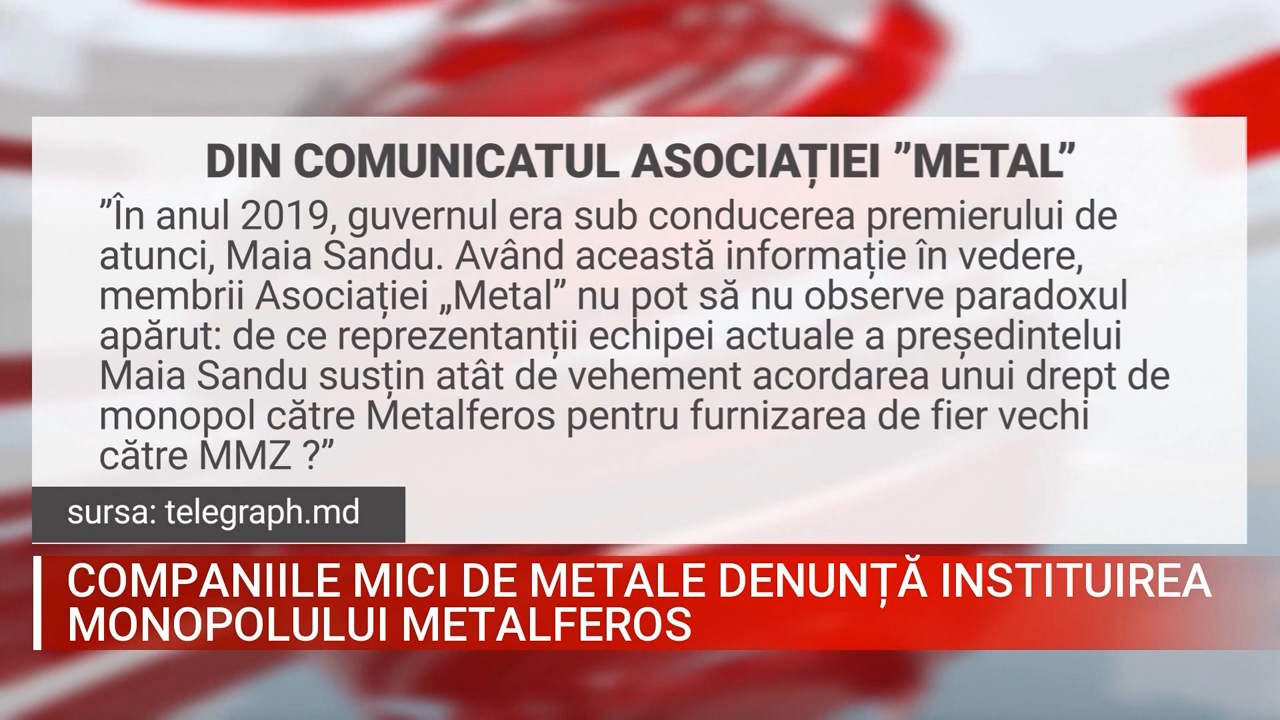 DIN COMUNICATUL ASOCIAȚIEI ”METAL”
”În anul 2019, guvernul era sub conducerea premierului de
atunci, Maia Sandu. Având această informație în vedere,
membrii Asociației „Metal” nu pot să nu observe paradoxul
apărut: de ce reprezentanții echipei actuale a președintelui
Maia Sandu susțin atât de vehement acordarea unui drept de
monopol către Metalferos pentru furnizarea de fier vechi
către MMZ ?”
sursa: telegraph.md
COMPANIILE MICI DE METALE DENUNȚĂ INSTITUIREA
MONOPOLULUI METALFEROS